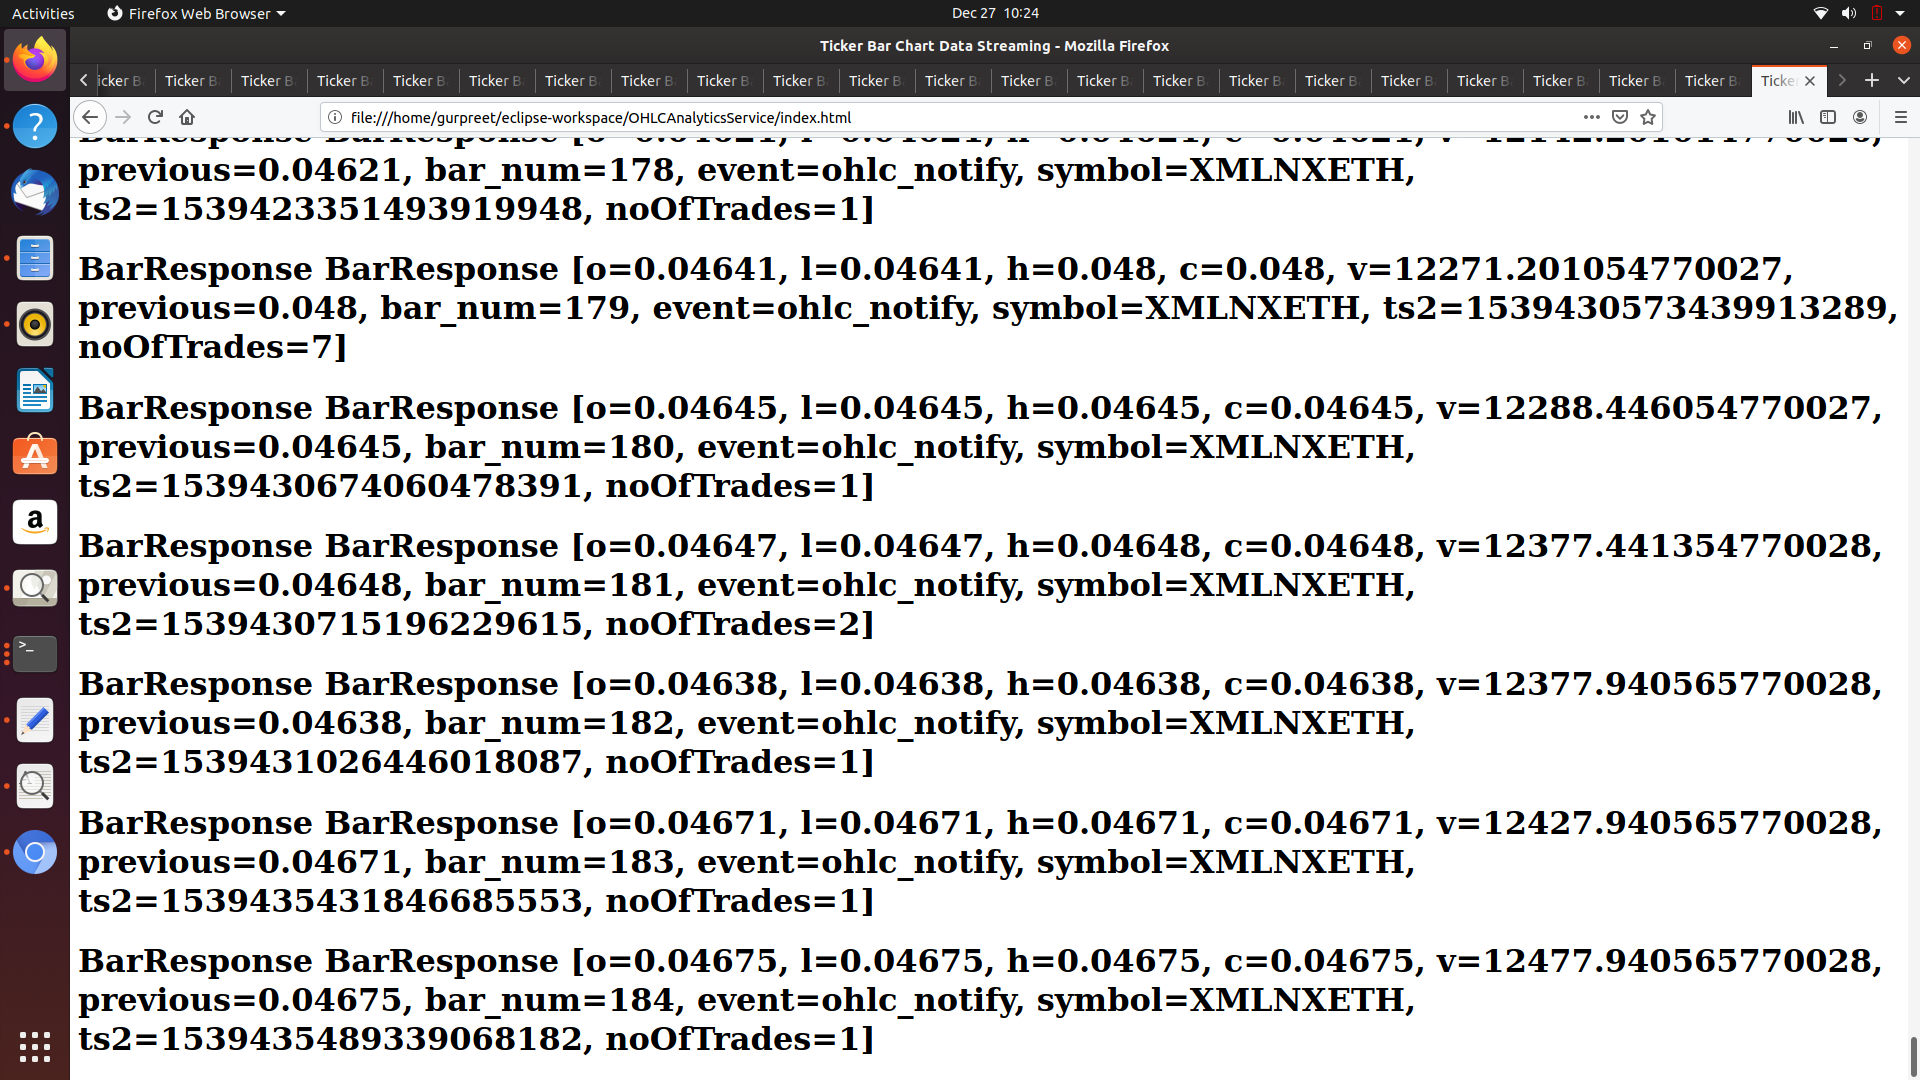 Activities
Firefox Web Browser
Dec 27 10:24
Ticker Bar Chart Data Streaming - Mozilla Firefox
Ticker B Ticker B Ticker B Ticker B Ticker B Ticker B Ticker B Ticker B Ticker B Ticker B Ticker B Ticker B Ticker B Ticker B Ticker B Ticker B Ticker B Ticker B Ticker B Ticker B Ticker B Ticke
file:///home/gurpreet/eclipse-workspace/OHLCAnalyticsService/index.html
previous=0.04621, bar_num=178, event=ohlc_notify, symbol=XMLNXETH,
ts2=1539423351493919948, noOfTrades=1]
BarResponse BarResponse [o=0.04641, l=0.04641, h=0.048, c=0.048, v=12271.201054770027,
previous=0.048, bar_num=179, event=ohlc_notify, symbol=XMLNXETH, ts2=1539430573439913289,
noOfTrades=7]
BarResponse BarResponse [o=0.04645, l=0.04645, h=0.04645, c=0.04645, v=12288.446054770027,
previous=0.04645, bar_num=180, event=ohlc_notify, symbol=XMLNXETH,
ts2=1539430674060478391, noOfTrades=1]
BarResponse BarResponse [o=0.04647, l=0.04647, h=0.04648, c=0.04648, v=12377.441354770028,
previous=0.04648, bar_num=181, event=ohlc_notify, symbol=XMLNXETH,
ts2=1539430715196229615, noOfTrades=2]
BarResponse BarResponse [o=0.04638, l=0.04638, h=0.04638, c=0.04638, v=12377.940565770028,
previous=0.04638, bar_num=182, event=ohlc_notify, symbol=XMLNXETH,
ts2=1539431026446018087, noOfTrades=1]
BarResponse BarResponse [o=0.04671, l=0.04671, h=0.04671, c=0.04671, v=12427.940565770028,
previous=0.04671, bar_num=183, event=ohlc_notify, symbol=XMLNXETH,
ts2=1539435431846685553, noOfTrades=1]
BarResponse BarResponse [o=0.04675, l=0.04675, h=0.04675, c=0.04675, v=12477.940565770028,
previous=0.04675, bar_num=184, event=ohlc_notify, symbol=XMLNXETH,
ts2=1539435489339068182, noOfTrades=1]